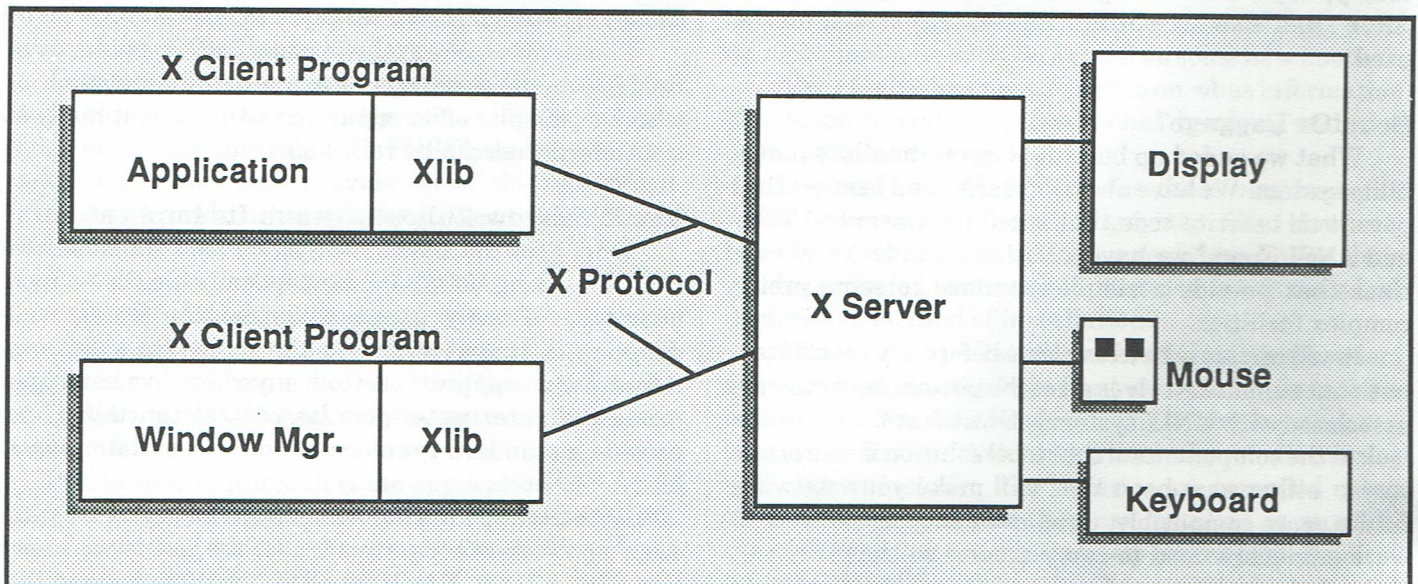 X Client Program
Application
Xlib
X Protocol
X Client Program
Window Mgr.
Xlib
X Server
Display
Mouse
Keyboard